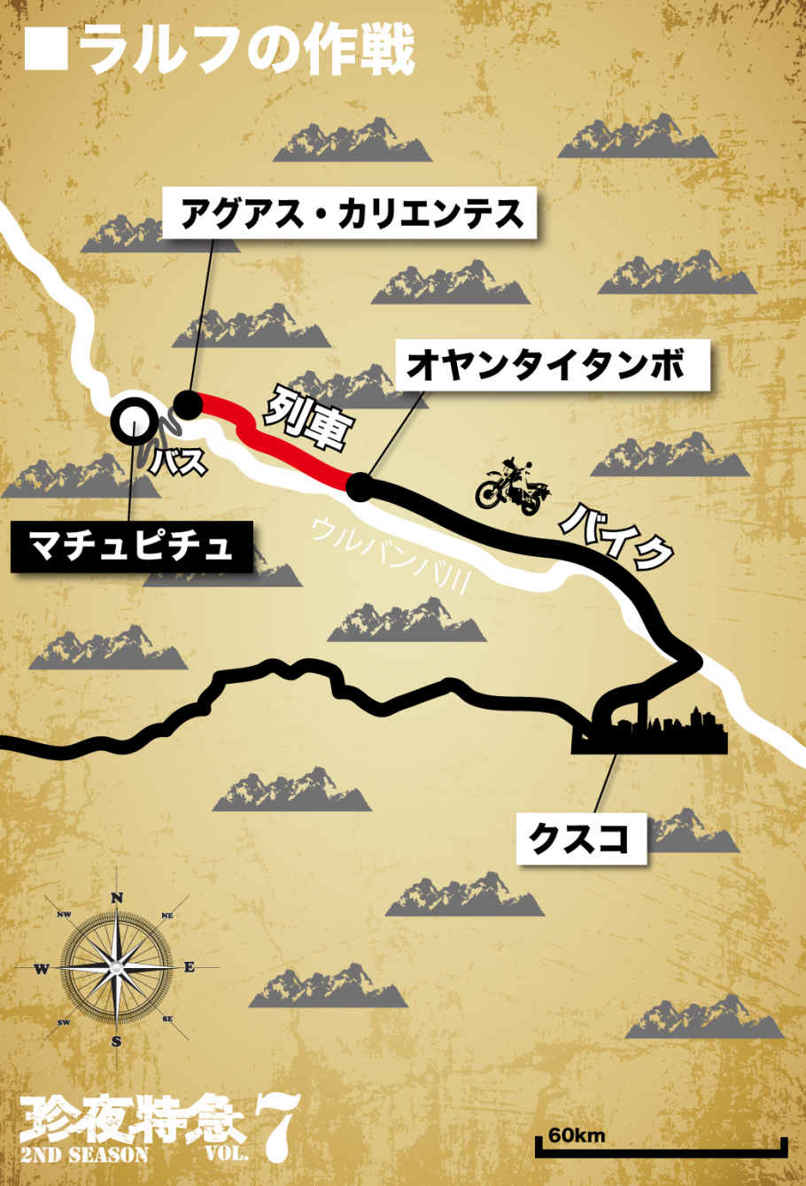 ■ラルフの作戦
アグアス・カリエンテス
オヤンタイタンボ
列車
バス
バイク
マチュピチュ
ウルバンバ川
クスコ
N
NW
NE
W
E
SW
SE
S
珍夜特急7
2ND SEASON VOL.
60km